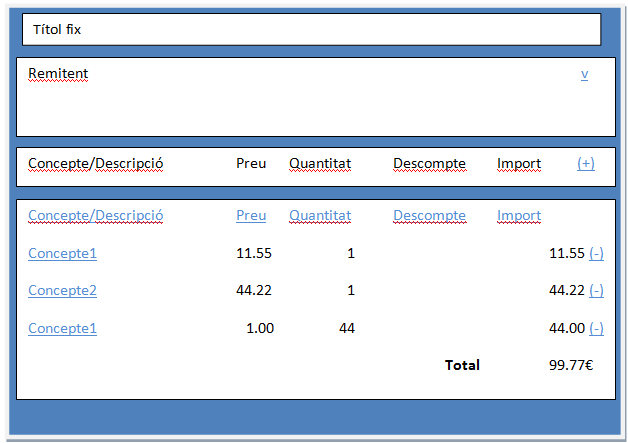 Títol fix
Remitent v
Concepte/Descripció Preu Quantitat Descompte Import (+)
Concepte/Descripció Preu Quantitat Descompte Import
Concepte1 11.55 1 11.55 (-)
Concepte2 44.22 1 44.22 (-)
Concepte1 1.00 44 44.00 (-)
Total 99.77€